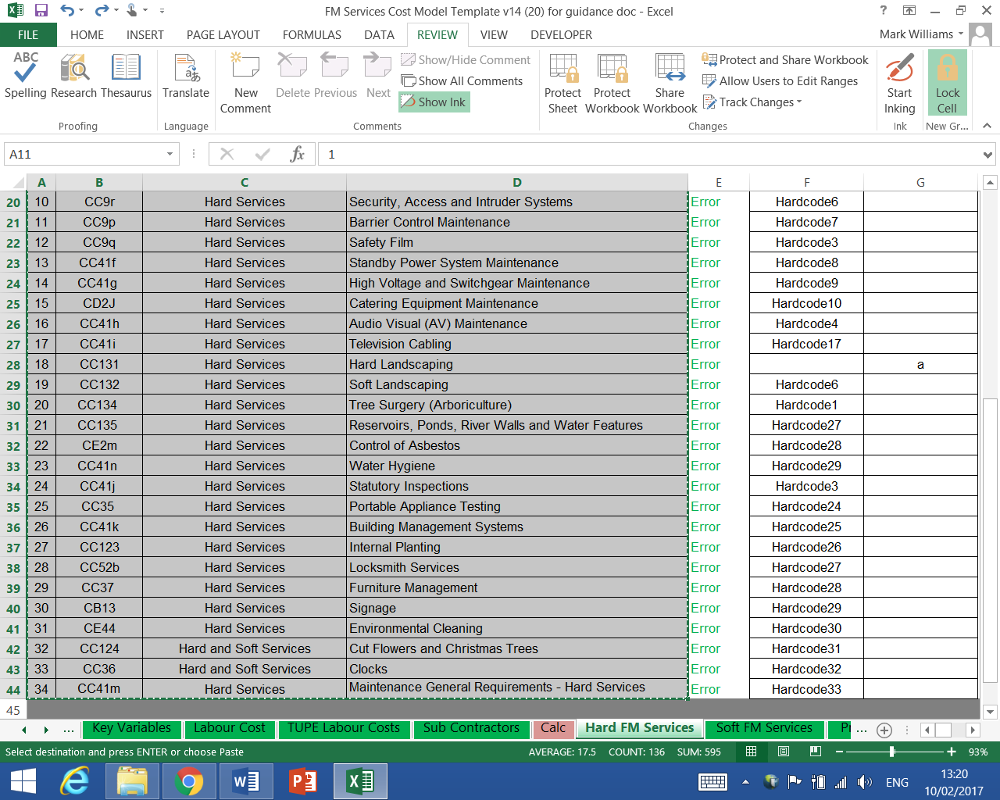 FM Services Cost Model Template v14 (20) for guidance doc - Excel ?
FILE HOME INSERT PAGE LAYOUT FORMULAS DATA REVIEW VIEW DEVELOPER Mark Williams
ABC
Spelling Research Thesaurus Translate New Comment Delete Previous Next Show/Hide Comment Show All Comments Show Ink Protect Sheet Protect Workbook Share Workbook Protect and Share Workbook Allow Users to Edit Ranges Track Changes Start Inking Lock Cell
Proofing Language Comments Changes Ink New Gr...
A11 fx 1
A B C D E F G
20 10 CC9r Hard Services Security, Access and Intruder Systems Error Hardcode6
21 11 CC9p Hard Services Barrier Control Maintenance Error Hardcode7
22 12 CC9q Hard Services Safety Film Error Hardcode3
23 13 CC41f Hard Services Standby Power System Maintenance Error Hardcode8
24 14 CC41g Hard Services High Voltage and Switchgear Maintenance Error Hardcode9
25 15 CD2J Hard Services Catering Equipment Maintenance Error Hardcode10
26 16 CC41h Hard Services Audio Visual (AV) Maintenance Error Hardcode4
27 17 CC41i Hard Services Television Cabling Error Hardcode17
28 18 CC131 Hard Services Hard Landscaping Error a
29 19 CC132 Hard Services Soft Landscaping Error Hardcode6
30 20 CC134 Hard Services Tree Surgery (Arboriculture) Error Hardcode1
31 21 CC135 Hard Services Reservoirs, Ponds, River Walls and Water Features Error Hardcode27
32 22 CE2m Hard Services Control of Asbestos Error Hardcode28
33 23 CC41n Hard Services Water Hygiene Error Hardcode29
34 24 CC41j Hard Services Statutory Inspections Error Hardcode3
35 25 CC35 Hard Services Portable Appliance Testing Error Hardcode24
36 26 CC41k Hard Services Building Management Systems Error Hardcode25
37 27 CC123 Hard Services Internal Planting Error Hardcode26
38 28 CC52b Hard Services Locksmith Services Error Hardcode27
39 29 CC37 Hard Services Furniture Management Error Hardcode28
40 30 CB13 Hard Services Signage Error Hardcode29
41 31 CE44 Hard Services Environmental Cleaning Error Hardcode30
42 32 CC124 Hard and Soft Services Cut Flowers and Christmas Trees Error Hardcode31
43 33 CC36 Hard and Soft Services Clocks Error Hardcode32
44 34 CC41m Hard Services Maintenance General Requirements - Hard Services Error Hardcode33
45
... Key Variables Labour Cost TUPE Labour Costs Sub Contractors Calc Hard FM Services Soft FM Services ...
Select destination and press ENTER or choose Paste AVERAGE: 17.5 COUNT: 136 SUM: 595 93%
ENG 13:20
10/02/2017